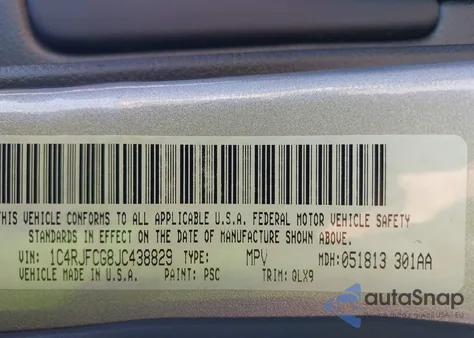 THIS VEHICLE CONFORMS TO ALL APPLICABLE U.S.A. FEDERAL MOTOR VEHICLE SAFETY
STANDARDS IN EFFECT ON THE DATE OF MANUFACTURE SHOWN ABOVE.
VIN: 1C4RJFCG8JC438829 TYPE: MPV MDH: 051813 301AA
VEHICLE MADE IN U.S.A. PAINT: PSC TRIM: QLX9
autoSnap